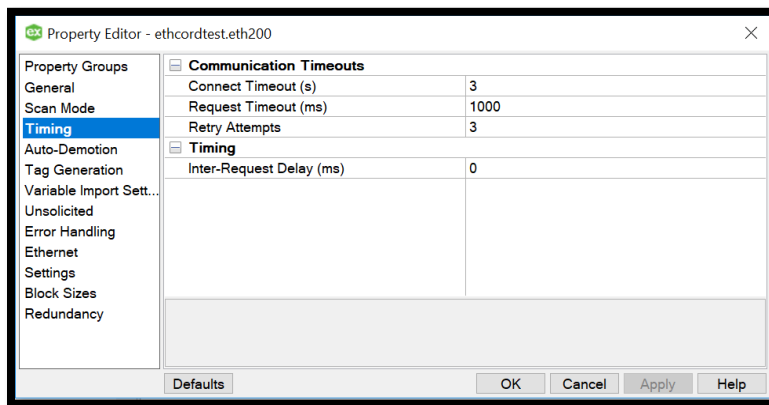 ex Property Editor - ethcordtest.eth200
Property Groups
General
Scan Mode
Timing
Auto-Demotion
Tag Generation
Variable Import Sett...
Unsolicited
Error Handling
Ethernet
Settings
Block Sizes
Redundancy
Communication Timeouts
Connect Timeout (s) 3
Request Timeout (ms) 1000
Retry Attempts 3
Timing
Inter-Request Delay (ms) 0
Defaults OK Cancel Apply Help